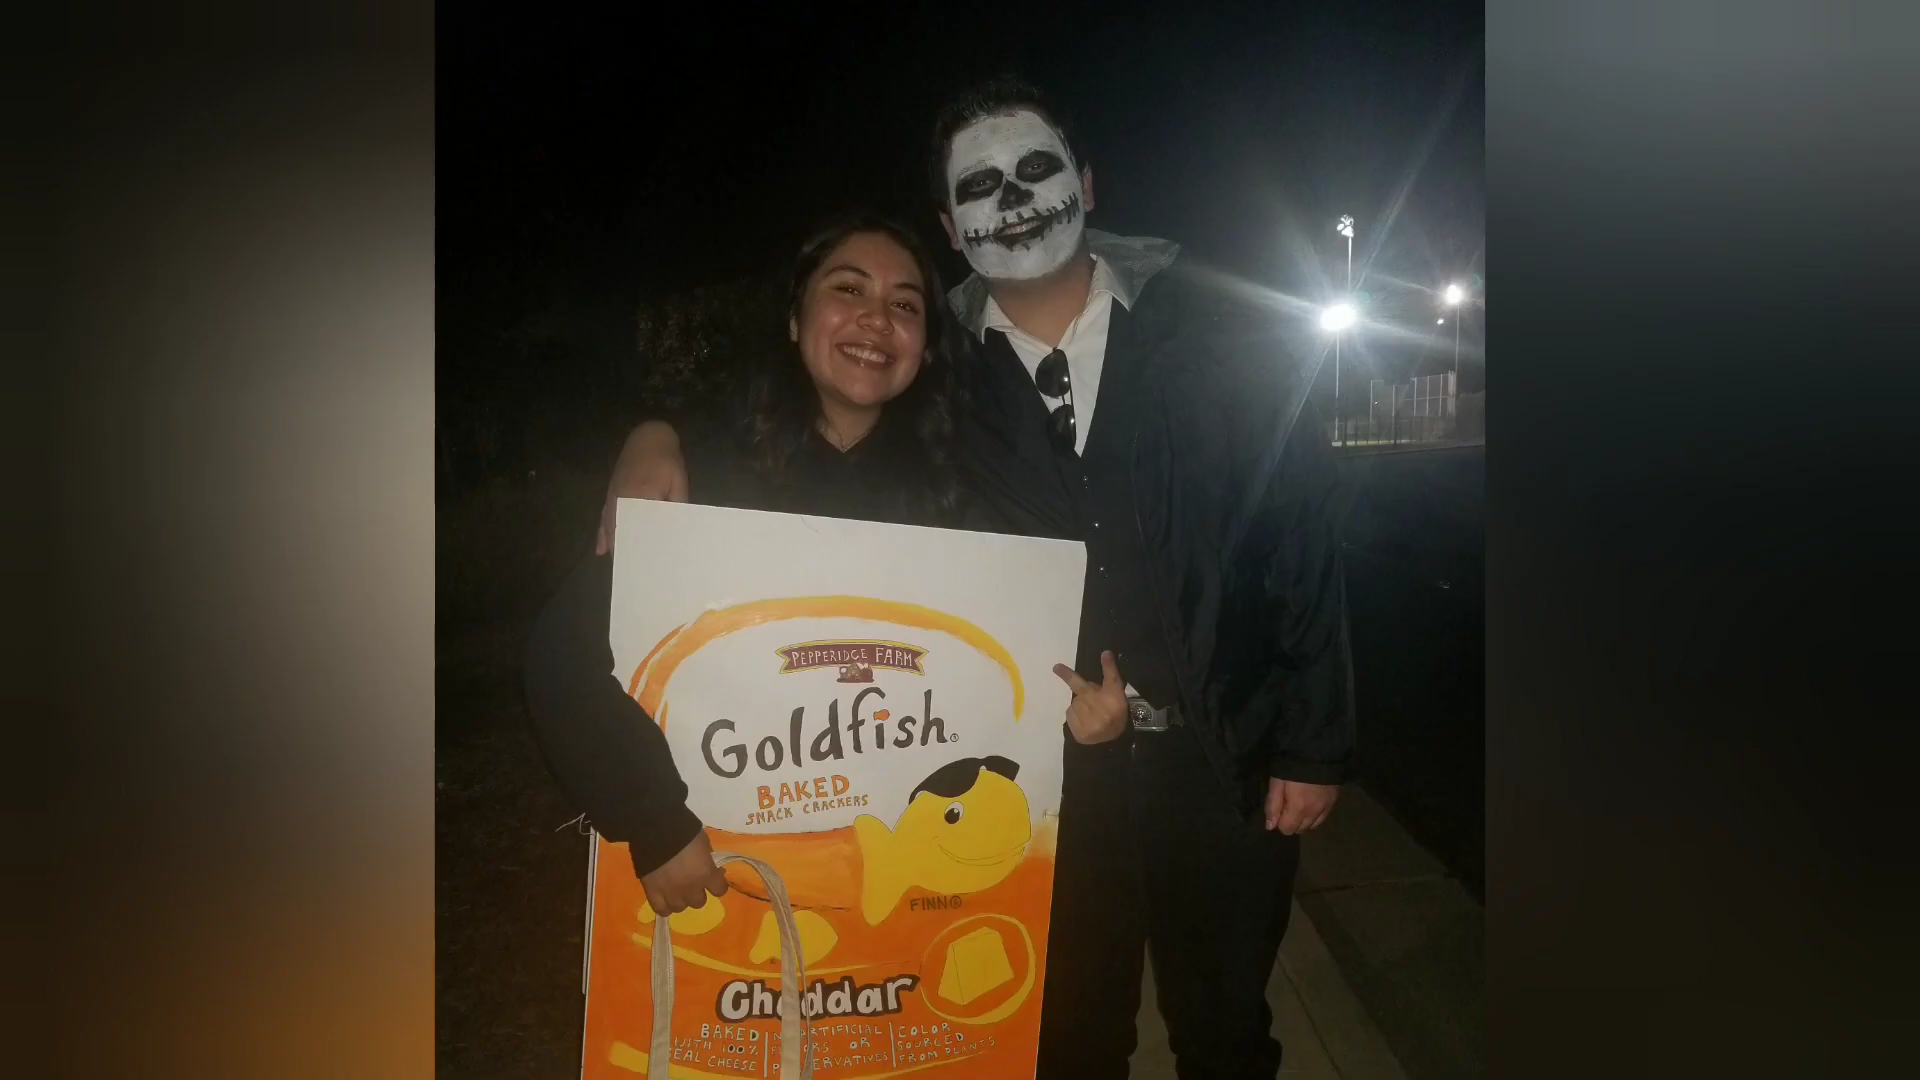 PEPPERIDGE FARM
Goldfish®
BAKED
SNACK CRACKERS
FINN®
Cheddar
BAKED
WITH 100%
REAL CHEESE
NO ARTIFICIAL
FLAVORS OR
PRESERVATIVES
COLOR
SOURCED
FROM PLANTS